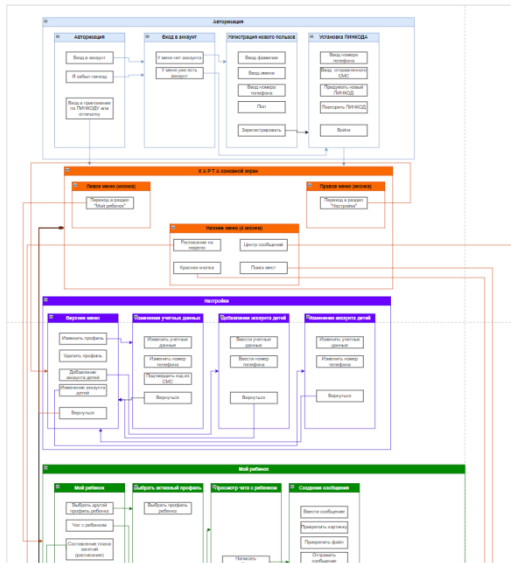 Авторизация
Авторизация
Вход в аккаунт
Регистрация нового пользов
Установка ПИНКОДА
Вход в аккаунт
Я забыл пинкод
Вход в приложение
по ПИНКОДУ или
отпечатку
У меня нет аккаунта
У меня уже есть
аккаунт
Ввод фамилии
Ввод имени
Ввод номера
телефона
Пол
Зарегистрировать
Ввод номера
телефона
Ввод отправленного
СМС
Придумать новый
ПИНКОД
Повторить ПИНКОД
Войти
К А Р Т А основной экран
Левое меню (иконка)
Переход в раздел
"Мой ребенок"
Правое меню (иконка)
Переход в раздел
"Настройки"
Нижнее меню (4 иконки)
Расписание на
неделю
Центр сообщений
Красная кнопка
Поиск мест
Настройки
Верхнее меню
Изменение учетных данных
Добавление аккаунта детей
Изменение аккаунта детей
Изменить профиль
Удалить профиль
Добавление
аккаунта детей
Изменение аккаунта
детей
Вернуться
Изменить учетные
данные
Изменить номер
телефона
Подтвердить код из
СМС
Вернуться
Ввести учетные
данные
Ввести номер
телефона
Вернуться
Изменить учетные
данные
Изменить номер
телефона
Вернуться
Мой ребенок
Мой ребенок
Выбрать активный профиль
Просмотр чата с ребенком
Создание сообщения
Выбрать другой
профиль ребенка
Чат с ребенком
Составление плана
занятий
(расписание)
Выбрать профиль
ребенка
Написать
Ввести сообщение
Прикрепить картинку
Прикрепить файл
Отправить
сообщение